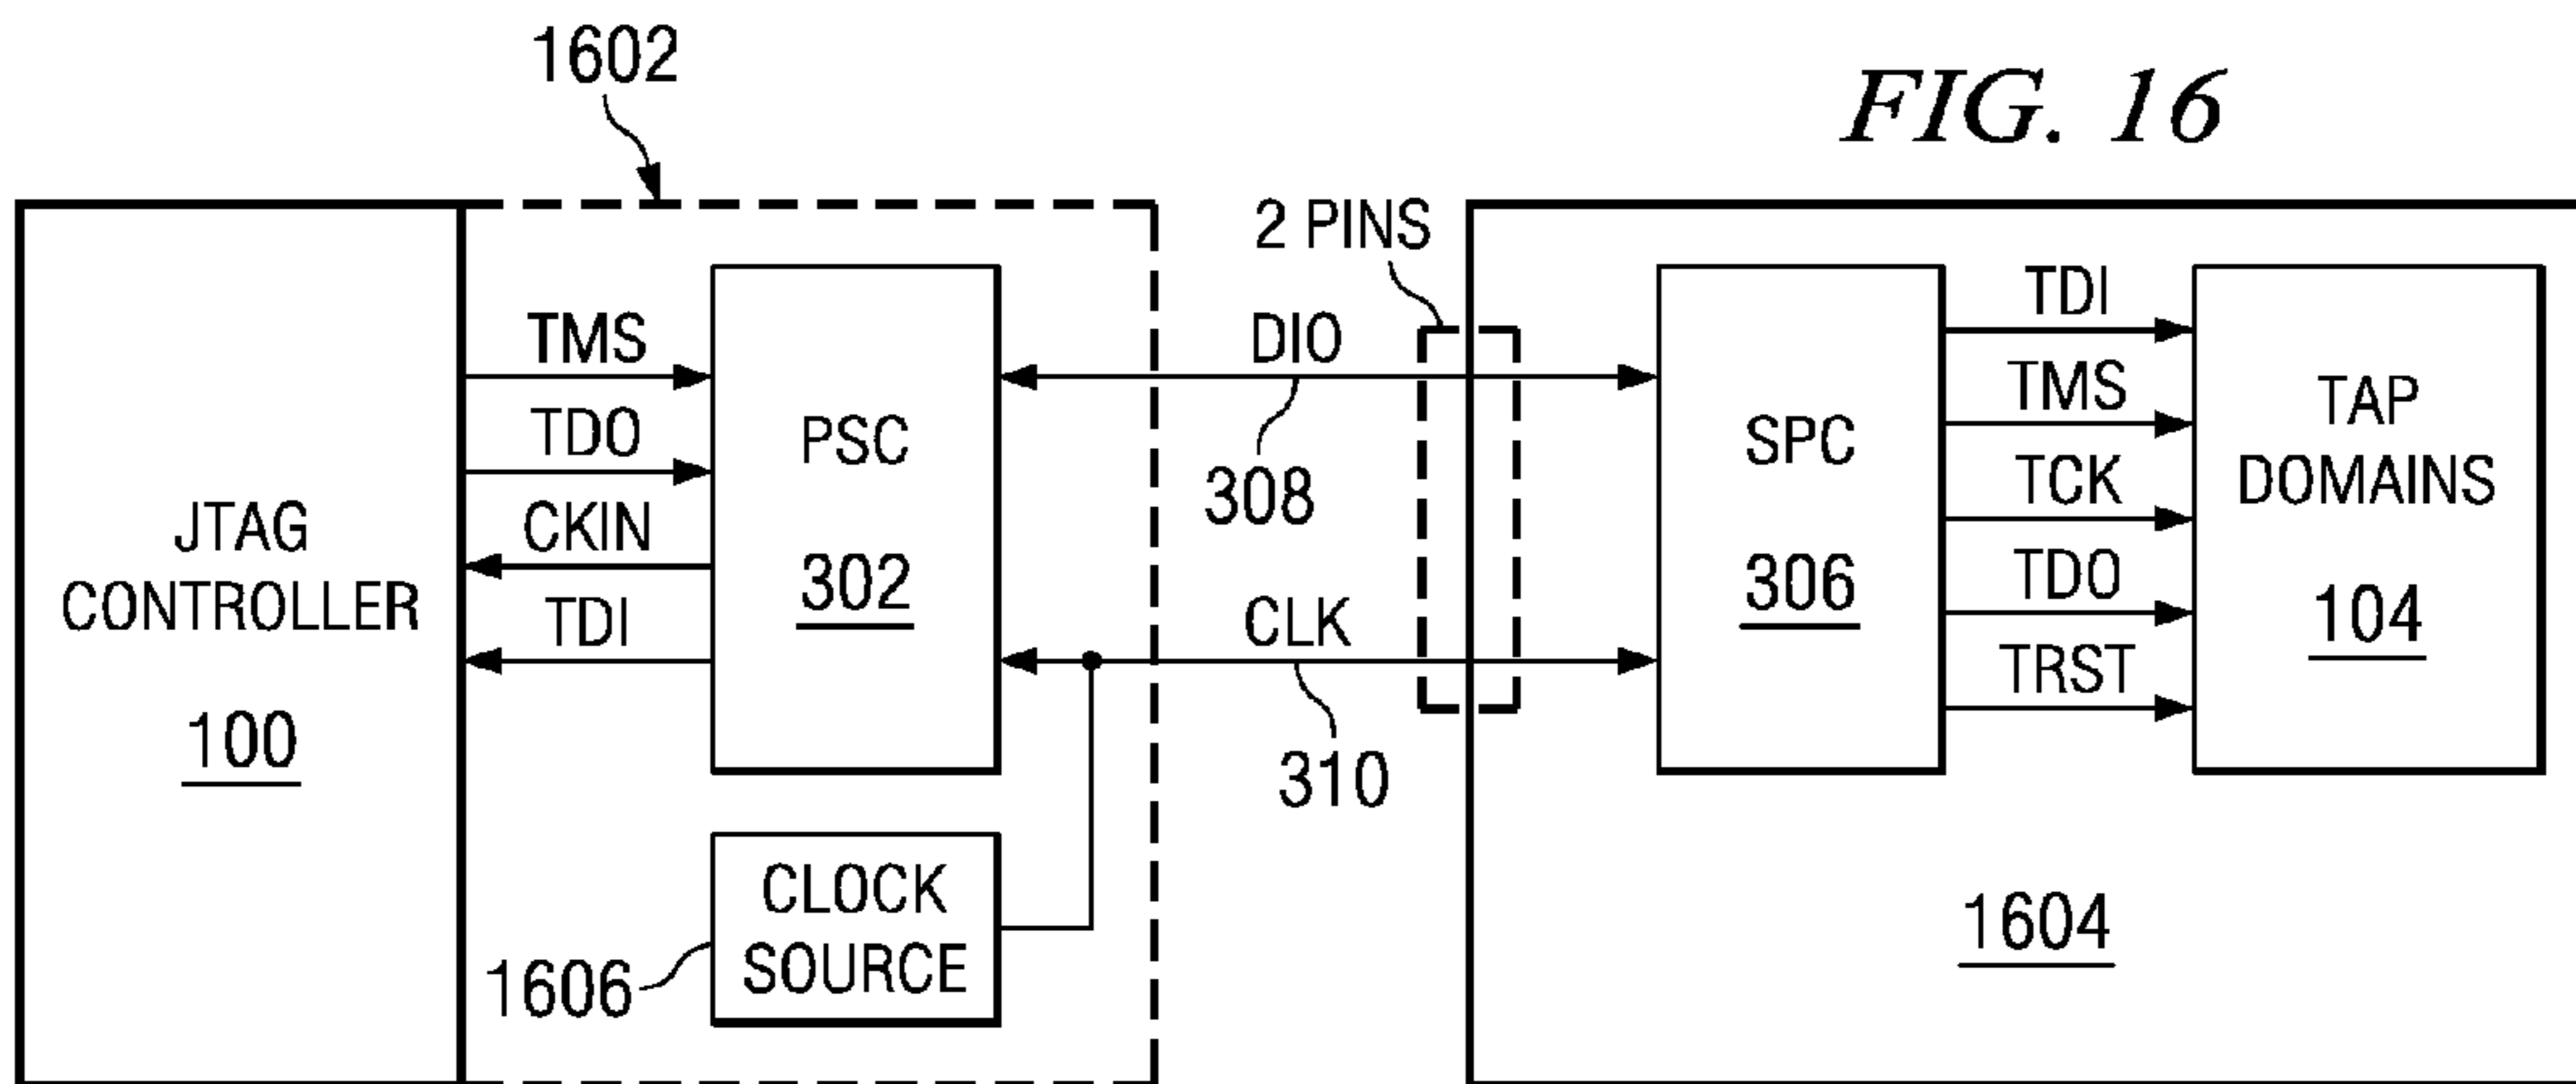 1602
FIG. 16
2 PINS
JTAG
CONTROLLER
100
TMS
TDO
CKIN
TDI
PSC
302
CLOCK
SOURCE
1606
DIO
308
CLK
310
SPC
306
TDI
TMS
TCK
TDO
TRST
TAP
DOMAINS
104
1604